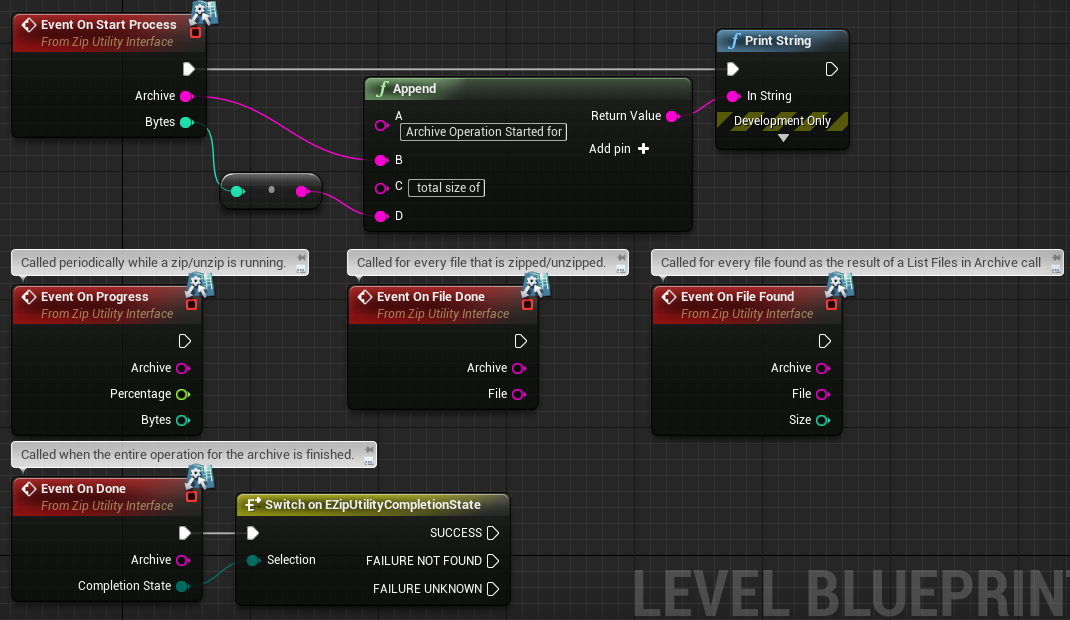 Event On Start Process
From Zip Utility Interface
Archive
Bytes
Append
A
Archive Operation Started for
B
C
total size of
D
Return Value
Add pin
Print String
In String
Development Only
Called periodically while a zip/unzip is running.
Event On Progress
From Zip Utility Interface
Archive
Percentage
Bytes
Called for every file that is zipped/unzipped.
Event On File Done
From Zip Utility Interface
Archive
File
Called for every file found as the result of a List Files in Archive call
Event On File Found
From Zip Utility Interface
Archive
File
Size
Called when the entire operation for the archive is finished.
Event On Done
From Zip Utility Interface
Archive
Completion State
Switch on EZipUtilityCompletionState
Selection
SUCCESS
FAILURE NOT FOUND
FAILURE UNKNOWN
LEVEL BLUEPRINT